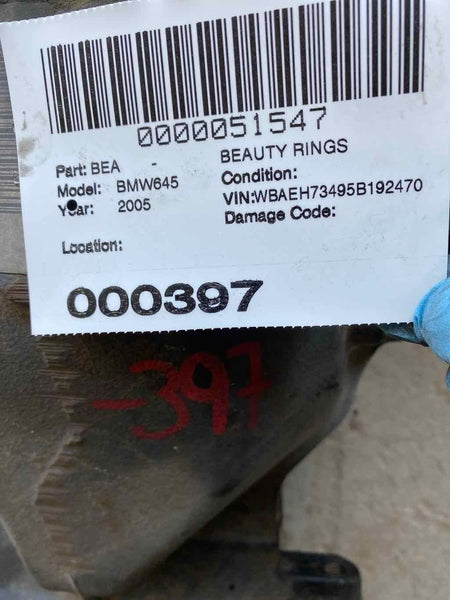 0000051547
Part: BEA - BEAUTY RINGS
Model: BMW645 Condition:
Year: 2005 VIN:WBAEH73495B192470
Damage Code:
Location:
000397
-397